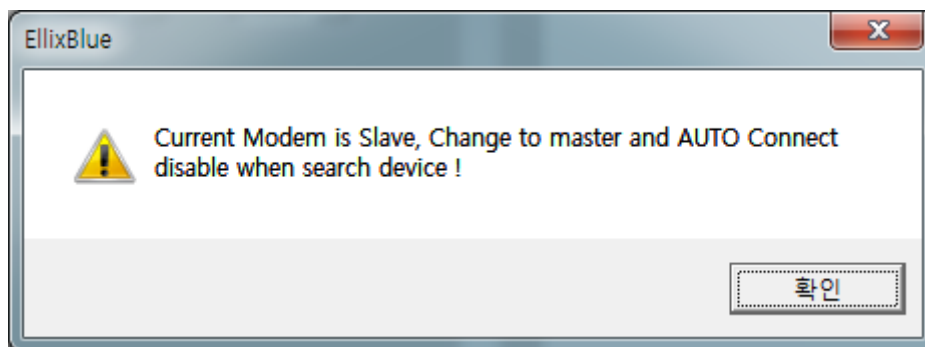 EllixBlue
Current Modem is Slave, Change to master and AUTO Connect
disable when search device !
확인